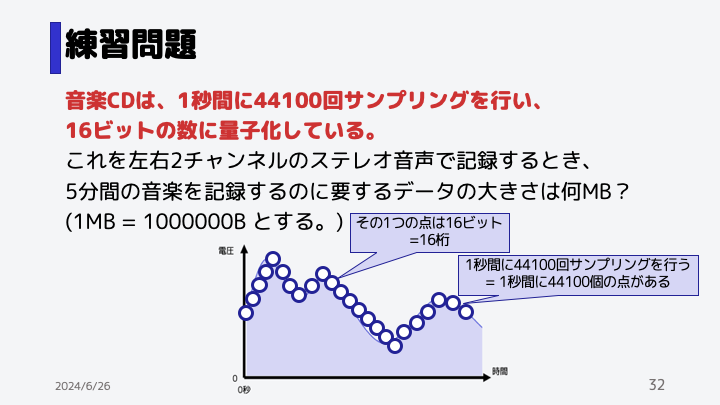 練習問題
音楽CDは、1秒間に44100回サンプリングを行い、
16ビットの数に量子化している。
これを左右2チャンネルのステレオ音声で記録するとき、
5分間の音楽を記録するのに要するデータの大きさは何MB？
(1MB = 1000000B とする。)
その1つの点は16ビット
=16桁
電圧
1秒間に44100回サンプリングを行う
= 1秒間に44100個の点がある
時間
0
0秒
2024/6/26
32